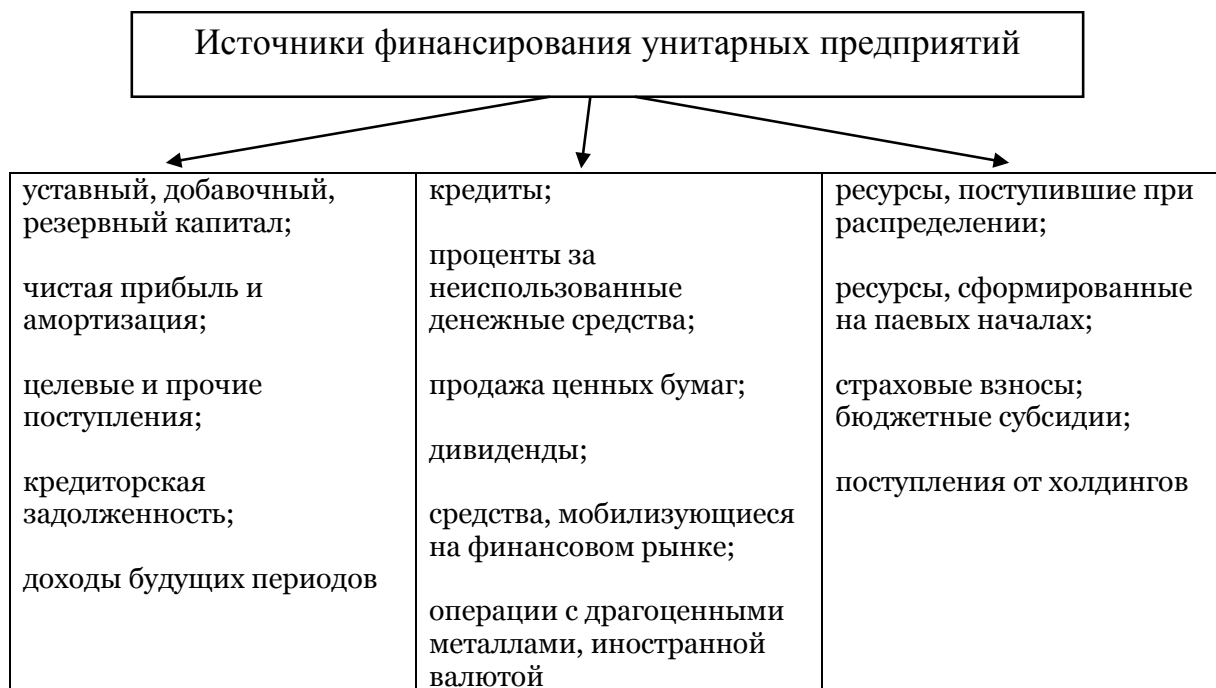 Источники финансирования унитарных предприятий
уставный, добавочный,
резервный капитал;
чистая прибыль и
амортизация;
целевые и прочие
поступления;
кредиторская
задолженность;
доходы будущих периодов
кредиты;
проценты за
неиспользованные
денежные средства;
продажа ценных бумаг;
дивиденды;
средства, мобилизующиеся
на финансовом рынке;
операции с драгоценными
металлами, иностранной
валютой
ресурсы, поступившие при
распределении;
ресурсы, сформированные
на паевых началах;
страховые взносы;
бюджетные субсидии;
поступления от холдингов